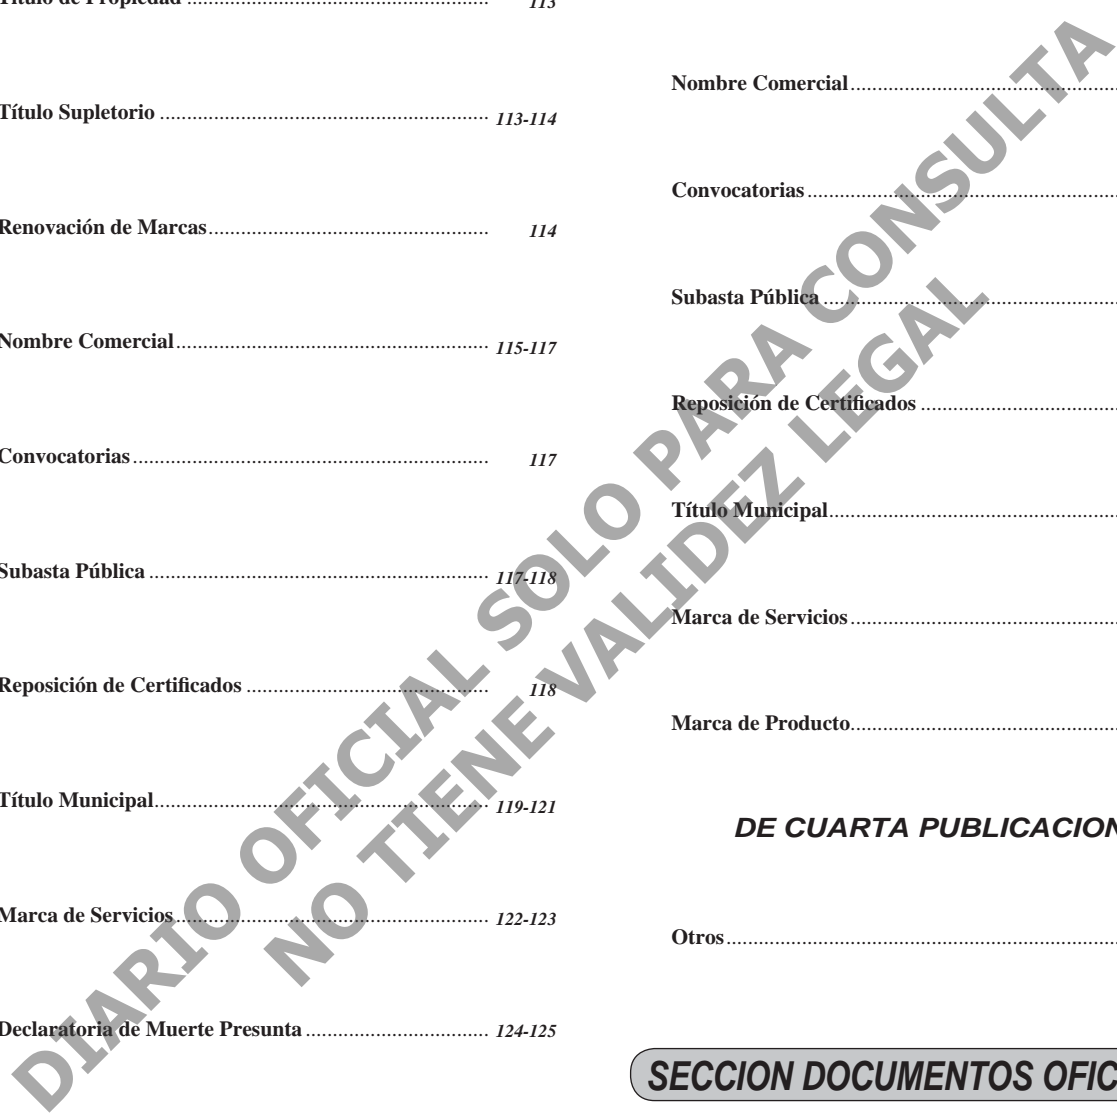 Título de Propiedad ........................................................ 113
Título Supletorio ............................................................. 113-114
Renovación de Marcas.................................................... 114
Nombre Comercial.......................................................... 115-117
Convocatorias.................................................................. 117
Subasta Pública ............................................................... 117-118
Reposición de Certificados ............................................. 118
Título Municipal.............................................................. 119-121
Marca de Servicios.......................................................... 122-123
Declaratoria de Muerte Presunta .................................. 124-125
Nombre Comercial..................................................
Convocatorias..........................................................
Subasta Pública .......................................................
Reposición de Certificados .....................................
Título Municipal......................................................
Marca de Servicios..................................................
Marca de Producto..................................................
DE CUARTA PUBLICACION
Otros.........................................................................
SECCION DOCUMENTOS OFIC
DIARIO OFICIAL SOLO PARA CONSULTA
NO TIENE VALIDEZ LEGAL